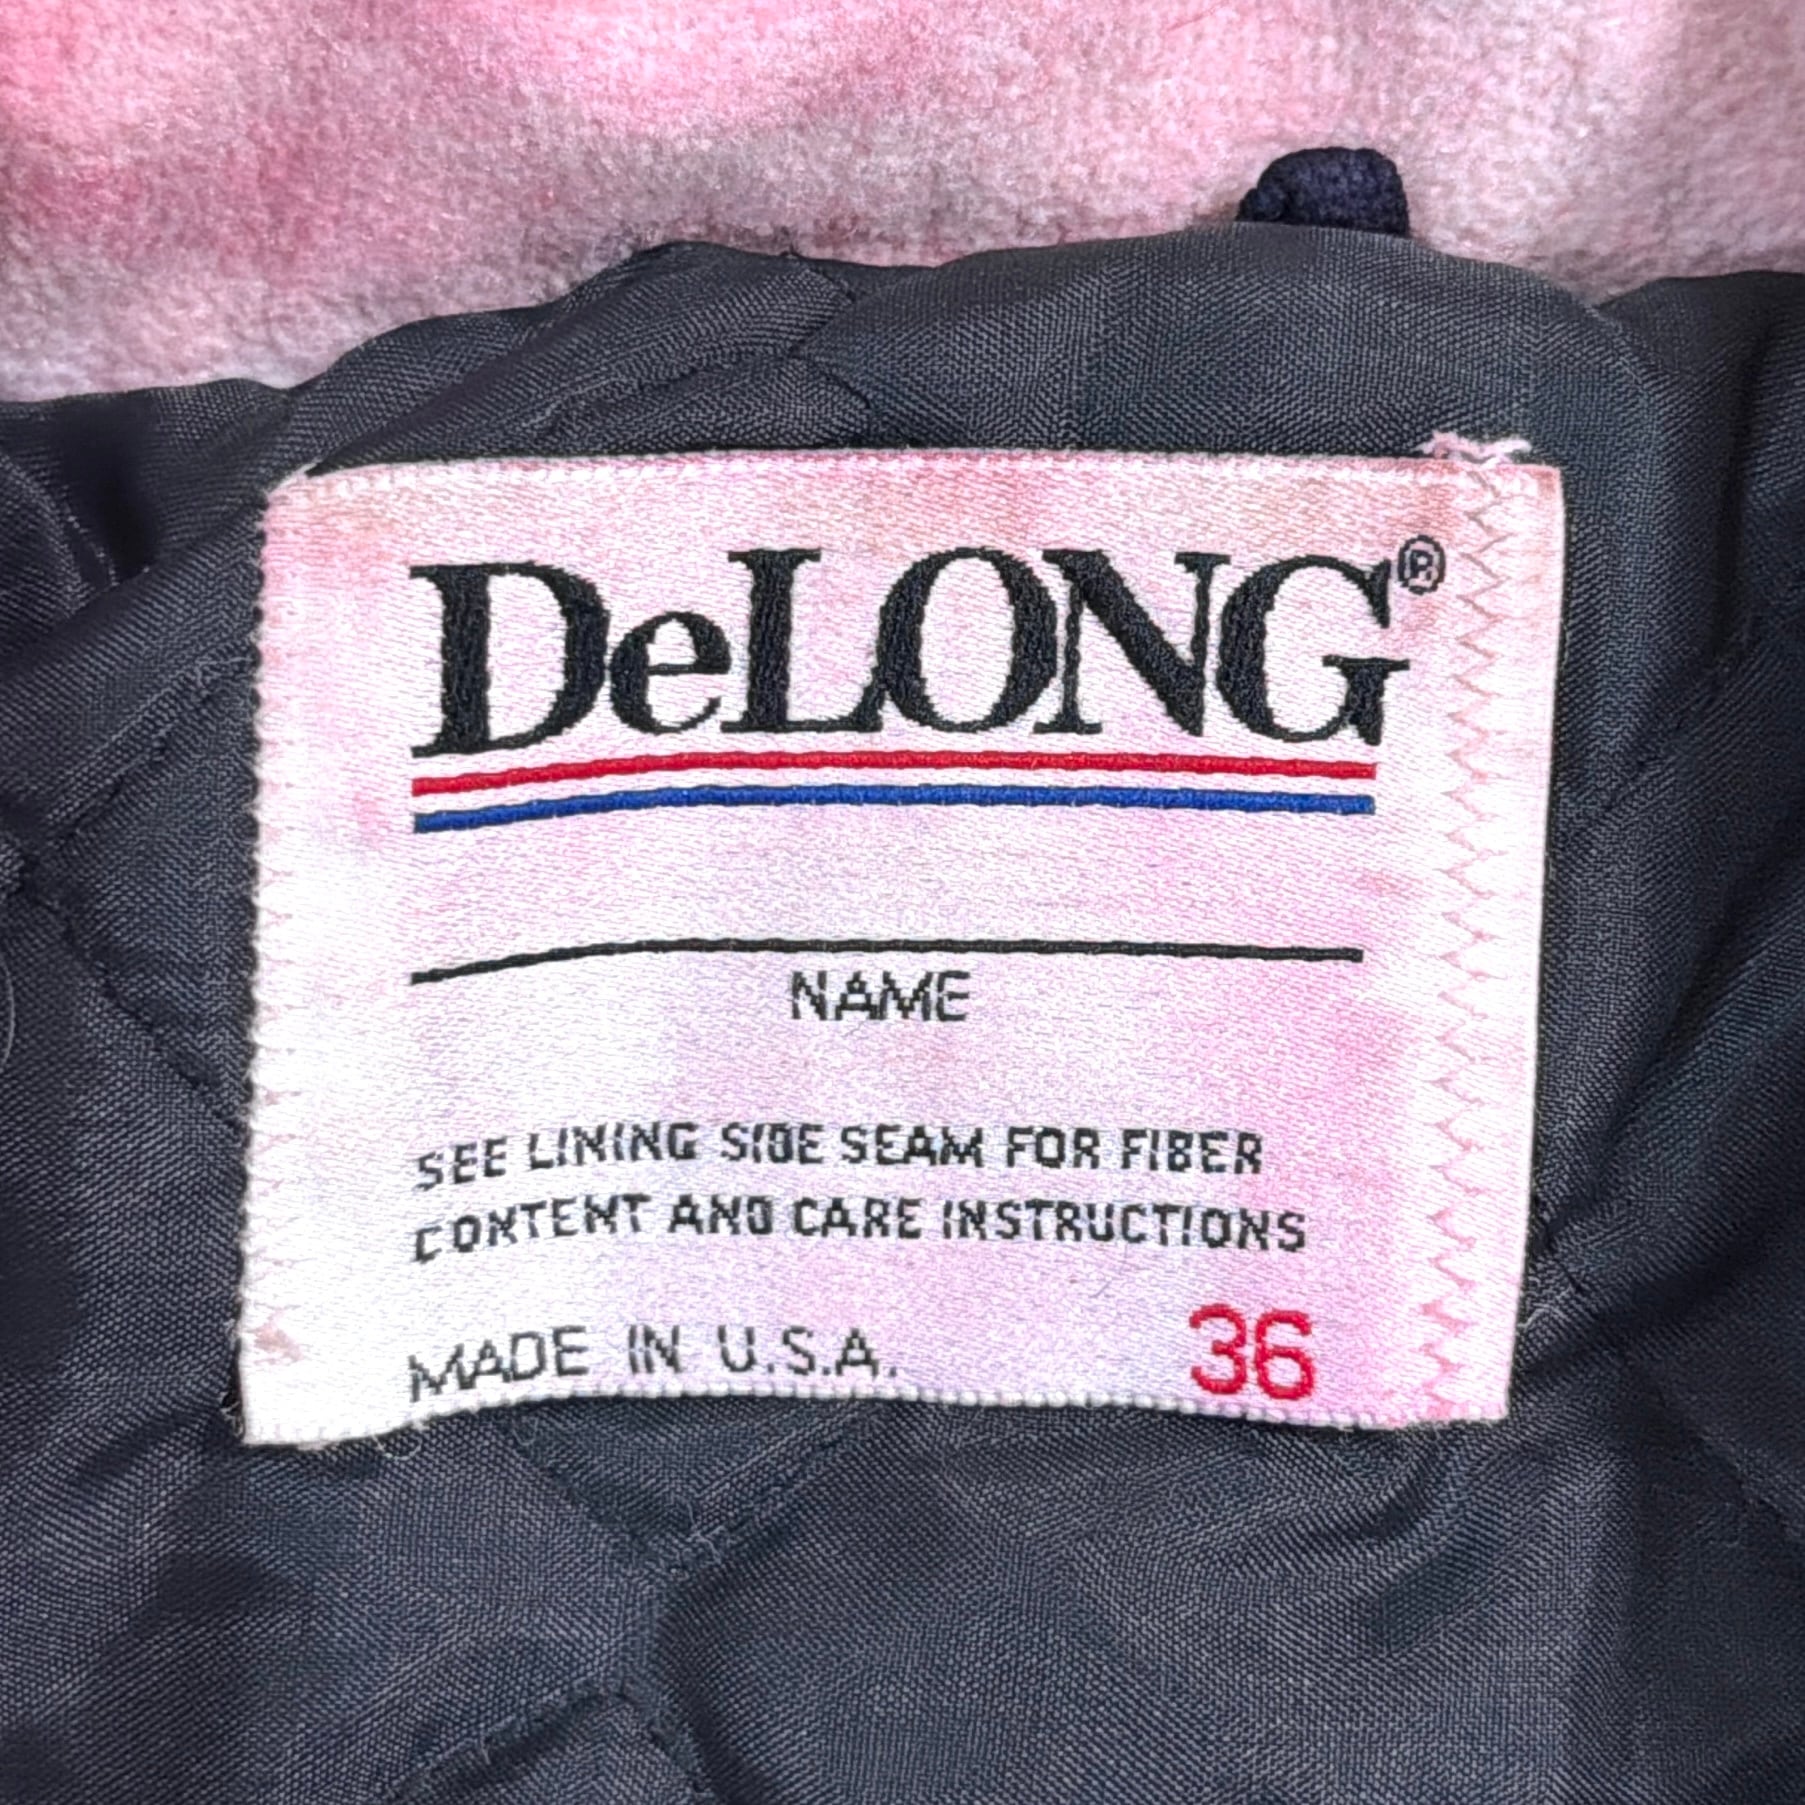 DeLONG®
NAME
SEE LINING SIDE SEAM FOR FIBER
CONTENT AND CARE INSTRUCTIONS
MADE IN U.S.A. 36